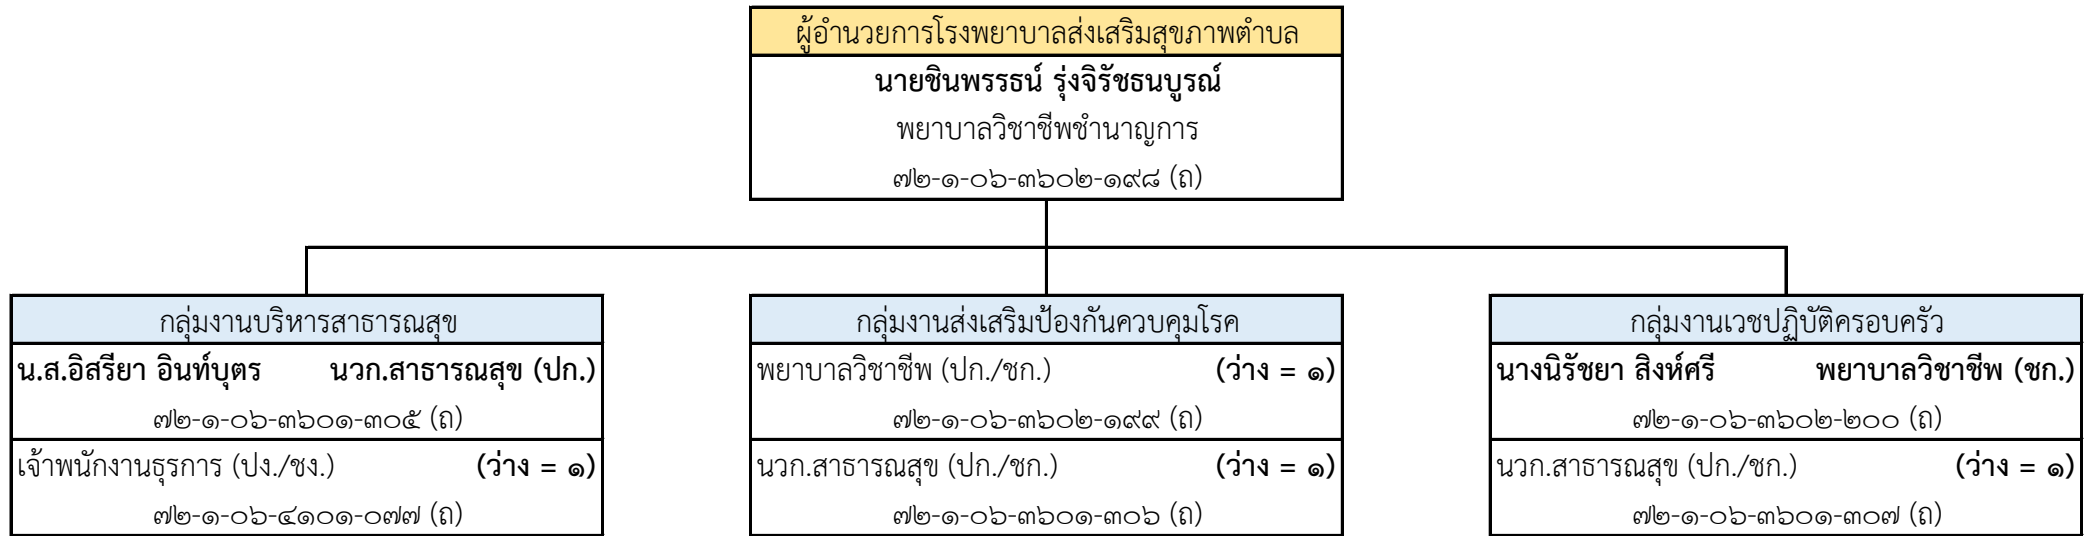 ผู้อำนวยการโรงพยาบาลส่งเสริมสุขภาพตำบล
นายชินพรรธน์ รุ่งจิรัชธนบูรณ์
พยาบาลวิชาชีพชำนาญการ
๗๒-๑-๐๖-๓๖๐๒-๑๙๘ (ถ)
กลุ่มงานบริหารสาธารณสุข
น.ส.อิสรียา อินท์บุตร นวก.สาธารณสุข (ปก.)
๗๒-๑-๐๖-๓๖๐๑-๓๐๕ (ถ)
เจ้าพนักงานธุรการ (ปง./ชง.) (ว่าง = ๑)
๗๒-๑-๐๖-๔๑๐๑-๐๗๗ (ถ)
กลุ่มงานส่งเสริมป้องกันควบคุมโรค
พยาบาลวิชาชีพ (ปก./ชก.) (ว่าง = ๑)
๗๒-๑-๐๖-๓๖๐๒-๑๙๙ (ถ)
นวก.สาธารณสุข (ปก./ชก.) (ว่าง = ๑)
๗๒-๑-๐๖-๓๖๐๑-๓๐๖ (ถ)
กลุ่มงานเวชปฏิบัติครอบครัว
นางนิรัชยา สิงห์ศรี พยาบาลวิชาชีพ (ชก.)
๗๒-๑-๐๖-๓๖๐๒-๒๐๐ (ถ)
นวก.สาธารณสุข (ปก./ชก.) (ว่าง = ๑)
๗๒-๑-๐๖-๓๖๐๑-๓๐๗ (ถ)